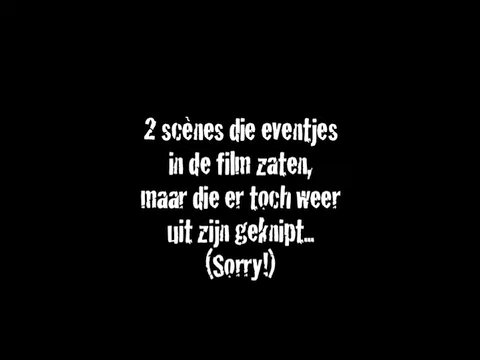 2 scènes die eventjes
in de film zaten,
maar die er toch weer
uit zijn geknipt...
(Sorry!)